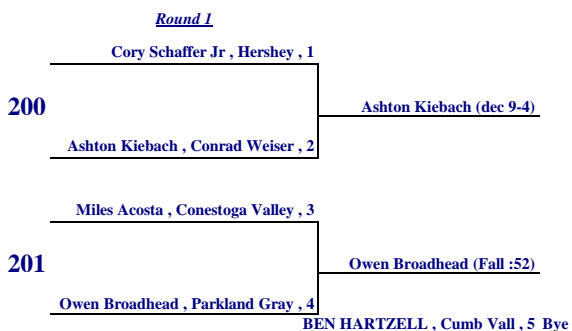 Round 1
Cory Schaffer Jr , Hershey , 1
200
Ashton Kiebach (dec 9-4)
Ashton Kiebach , Conrad Weiser , 2
Miles Acosta , Conestoga Valley , 3
201
Owen Broadhead (Fall :52)
Owen Broadhead , Parkland Gray , 4
BEN HARTZELL , Cumb Vall , 5 Bye